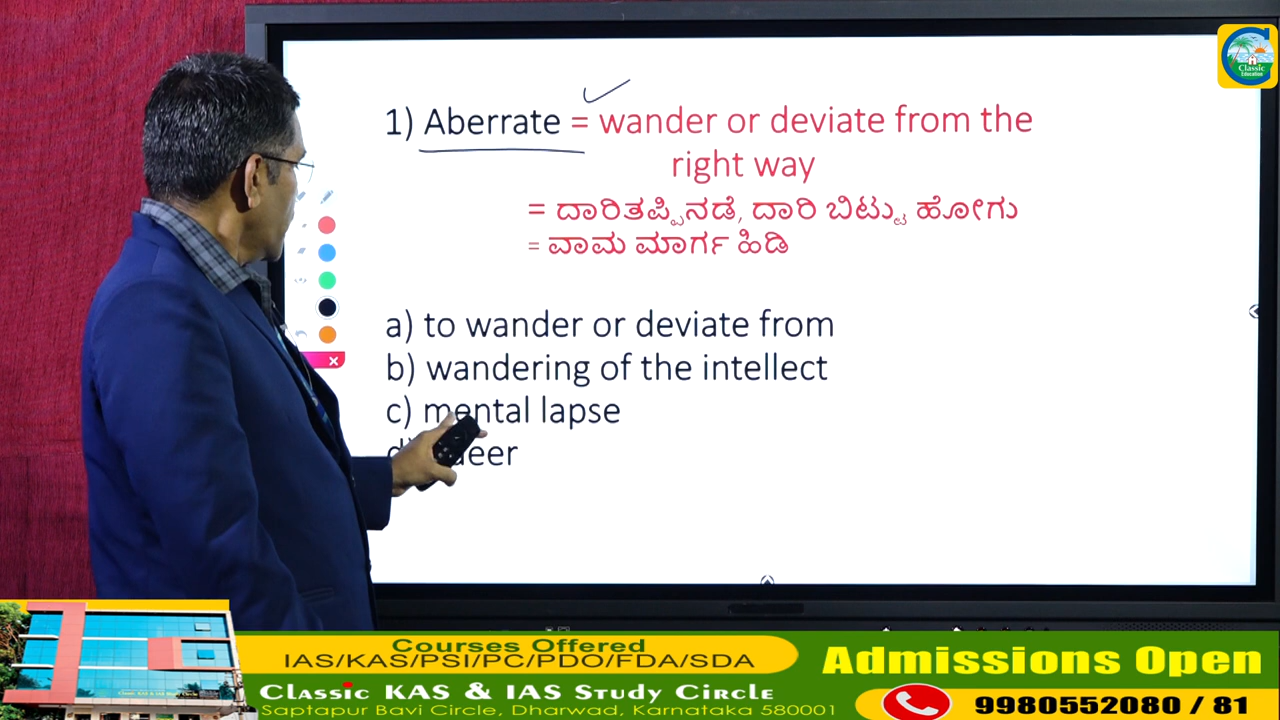 Classic
Education
1) Aberrate = wander or deviate from the
right way
= ದಾರಿತಪ್ಪಿನಡೆ, ದಾರಿ ಬಿಟ್ಟು ಹೋಗು
= ವಾಮ ಮಾರ್ಗ ಹಿಡಿ
a) to wander or deviate from
b) wandering of the intellect
c) mental lapse
Courses Offered
IAS/KAS/PSI/PC/PDO/FDA/SDA
Classic KAS & IAS Study Circle
Saptapur Bavi Circle, Dharwad, Karnataka 580001
Admissions Open
9980552080 / 81